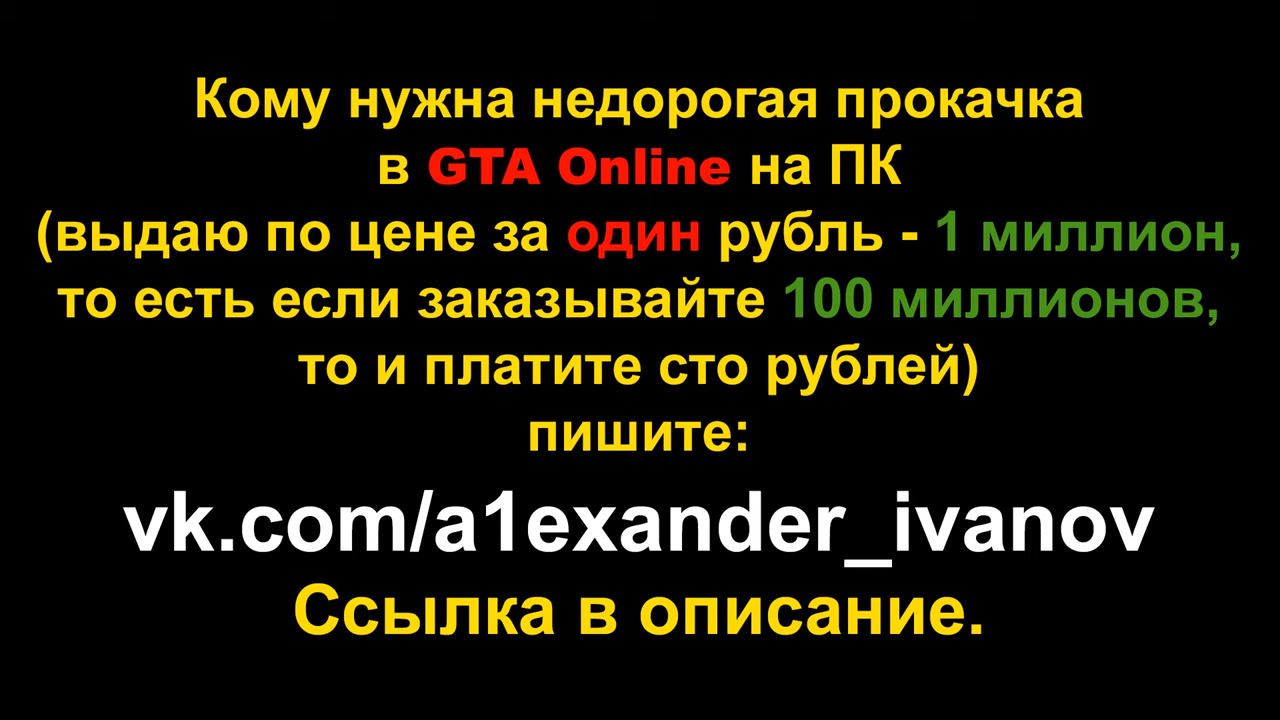 Кому нужна недорогая прокачка
в GTA Online на ПК
(выдаю по цене за один рубль - 1 миллион,
то есть если заказывайте 100 миллионов,
то и платите сто рублей)
пишите:
vk.com/a1exander_ivanov
Ссылка в описание.